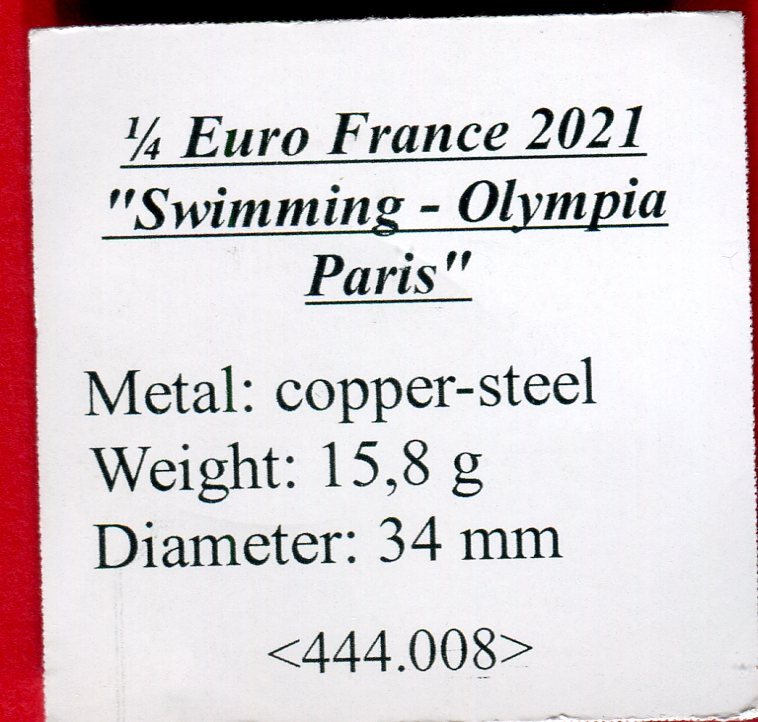 ¼ Euro France 2021
"Swimming - Olympia
Paris"
Metal: copper-steel
Weight: 15,8 g
Diameter: 34 mm
<444.008>